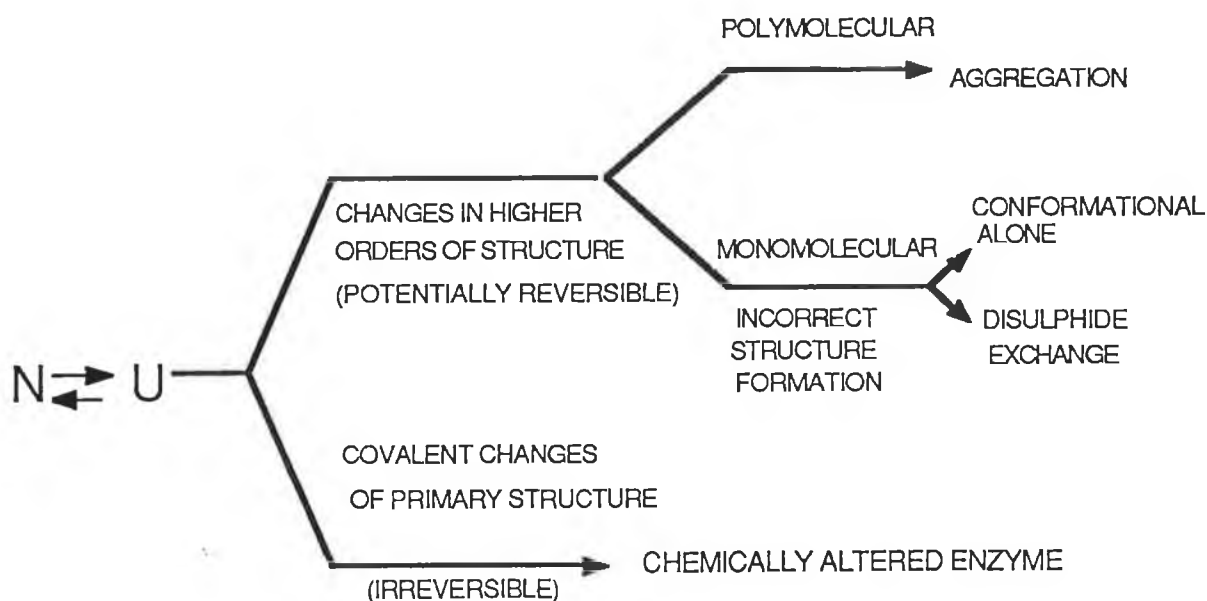 POLYMOLECULAR
AGGREGATION
CHANGES IN HIGHER
ORDERS OF STRUCTURE
(POTENTIALLY REVERSIBLE)
MONOMOLECULAR
CONFORMATIONAL
ALONE
INCORRECT
STRUCTURE
FORMATION
DISULPHIDE
EXCHANGE
N U
COVALENT CHANGES
OF PRIMARY STRUCTURE
(IRREVERSIBLE)
CHEMICALLY ALTERED ENZYME